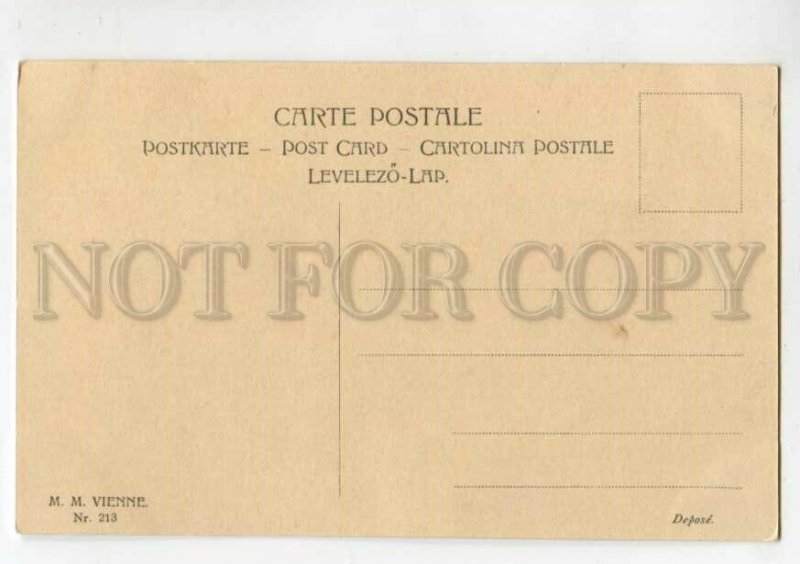 CARTE POSTALE
POSTKARTE – POST CARD – CARTOLINA POSTALE
LEVELEZŐ-LAP.
NOT FOR COPY
M. M. VIENNE.
Nr. 213
Deposé.